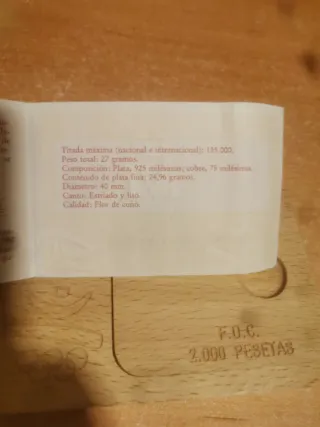 Tirada máxima (nacional e internacional): 135.000.
Peso total: 27 gramos.
Composición: Plata, 925 milésimas; cobre, 75 milésimas.
Contenido de plata fina: 24,96 gramos.
Diámetro: 40 mm.
Canto: Estriado y liso.
Calidad: Flor de cuño.
F.O.C.
2.000 PESETAS